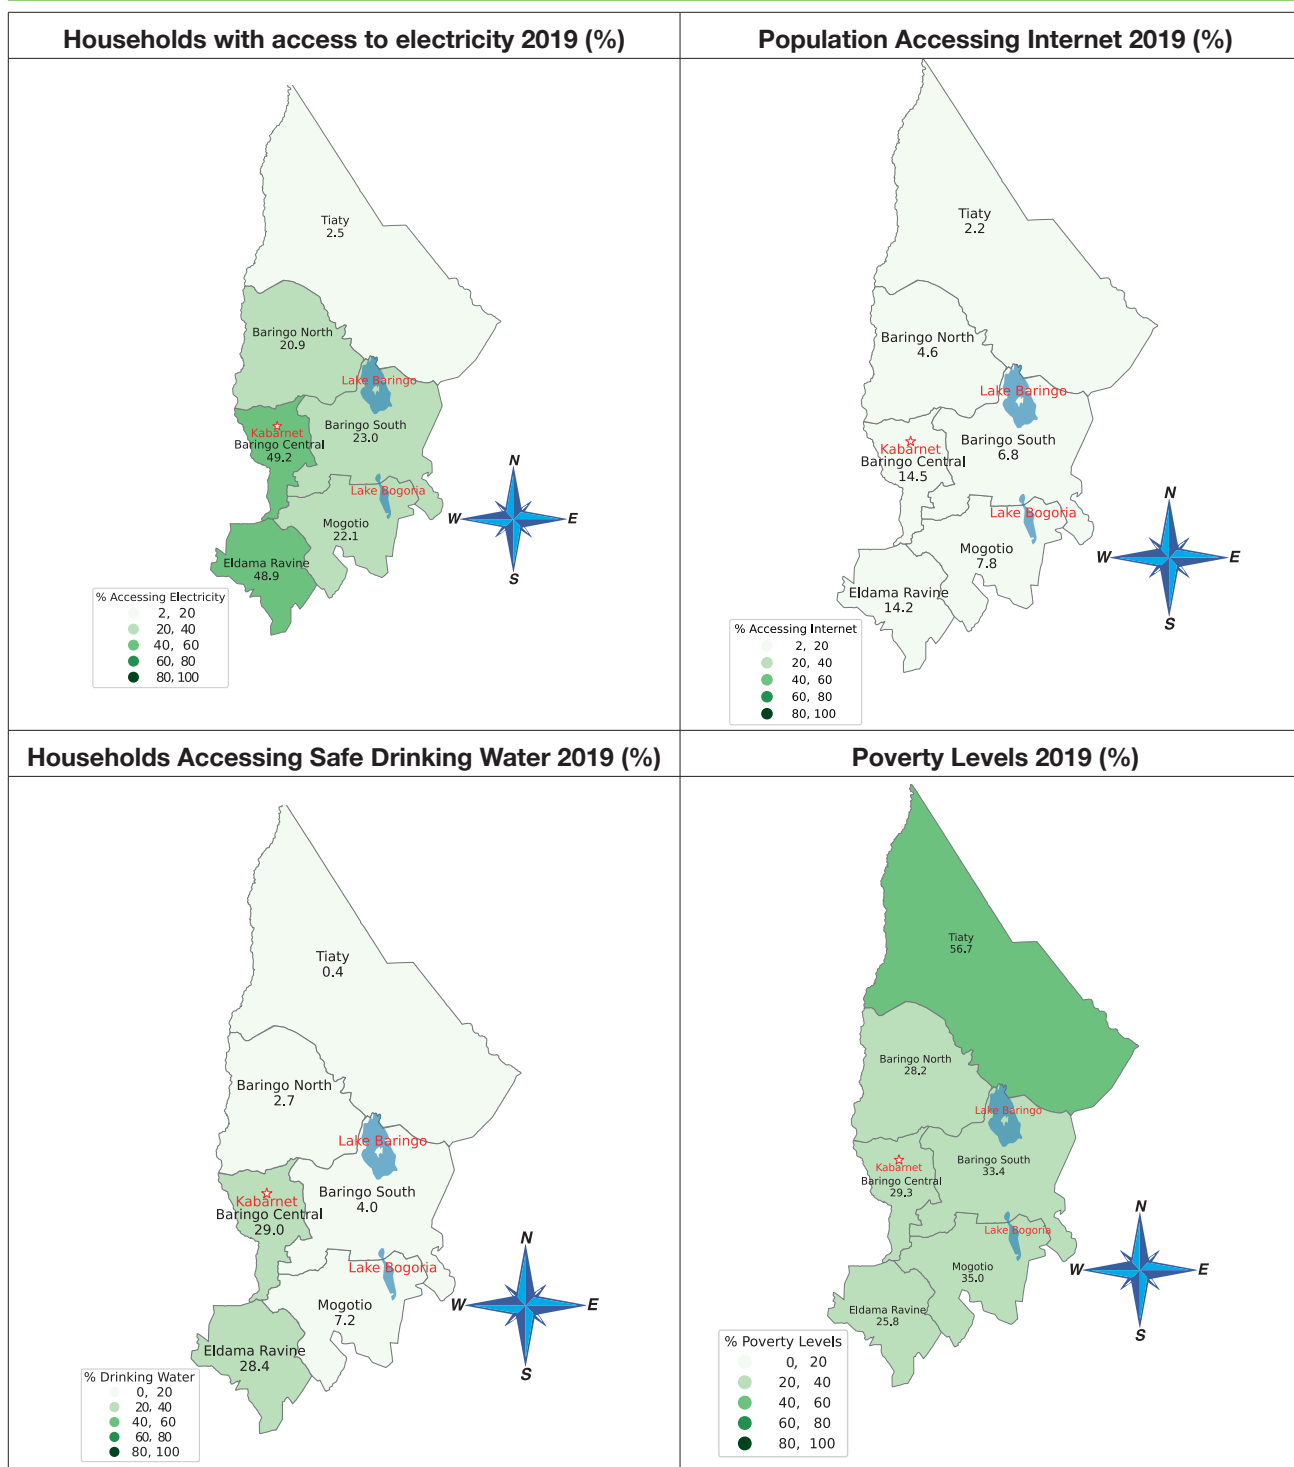 Households with access to electricity 2019 (%)
Tiaty
2.5
Baringo North
20.9
Lake Baringo
Baringo South
23.0
Kabarnet
Baringo Central
49.2
Lake Bogoria
Mogotio
22.1
Eldama Ravine
48.9
N
W
E
S
% Accessing Electricity
2, 20
20, 40
40, 60
60, 80
80, 100
Population Accessing Internet 2019 (%)
Tiaty
2.2
Baringo North
4.6
Lake Baringo
Baringo South
6.8
Kabarnet
Baringo Central
14.5
Lake Bogoria
Mogotio
7.8
Eldama Ravine
14.2
N
W
E
S
% Accessing Internet
2, 20
20, 40
40, 60
60, 80
80, 100
Households Accessing Safe Drinking Water 2019 (%)
Tiaty
0.4
Baringo North
2.7
Lake Baringo
Baringo South
4.0
Kabarnet
Baringo Central
29.0
Lake Bogoria
Mogotio
7.2
Eldama Ravine
28.4
N
W
E
S
% Drinking Water
0, 20
20, 40
40, 60
60, 80
80, 100
Poverty Levels 2019 (%)
Tiaty
56.7
Baringo North
28.2
Lake Baringo
Baringo South
33.4
Kabarnet
Baringo Central
29.3
Lake Bogoria
Mogotio
35.0
Eldama Ravine
25.8
N
W
E
S
% Poverty Levels
0, 20
20, 40
40, 60
60, 80
80, 100